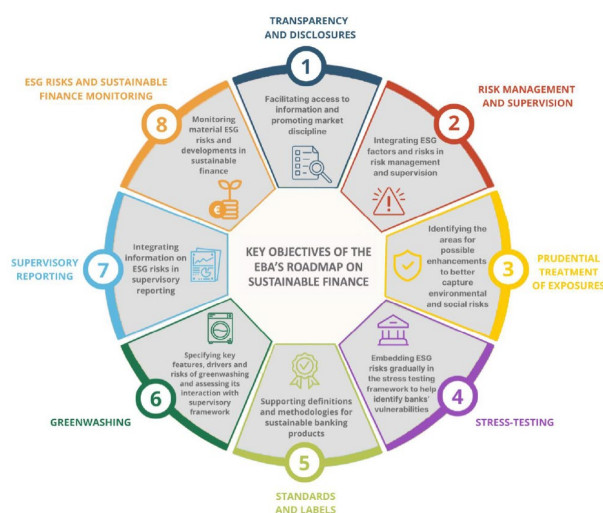 TRANSPARENCY
AND DISCLOSURES
1
Facilitating access to
information and
promoting market
discipline
RISK MANAGEMENT
AND SUPERVISION
2
Integrating ESG
factors and risks in
risk management
and supervision
PRUDENTIAL
TREATMENT
OF EXPOSURES
3
Identifying the
areas for
possible
enhancements
to better
capture
environmental
and social risks
STRESS-TESTING
4
Embedding ESG
risks gradually in
the stress testing
framework to help
identify banks'
vulnerabilities
5
Supporting definitions
and methodologies for
sustainable banking
products
STANDARDS
AND LABELS
GREENWASHING
6
Specifying key
features, drivers and
risks of greenwashing
and assessing its
interaction with
supervisory
framework
SUPERVISORY
REPORTING
7
Integrating
information on
ESG risks in
supervisory
reporting
ESG RISKS AND SUSTAINABLE
FINANCE MONITORING
8
Monitoring
material ESG
risks and
developments in
sustainable
finance
€
KEY OBJECTIVES OF THE
EBA'S ROADMAP ON
SUSTAINABLE FINANCE